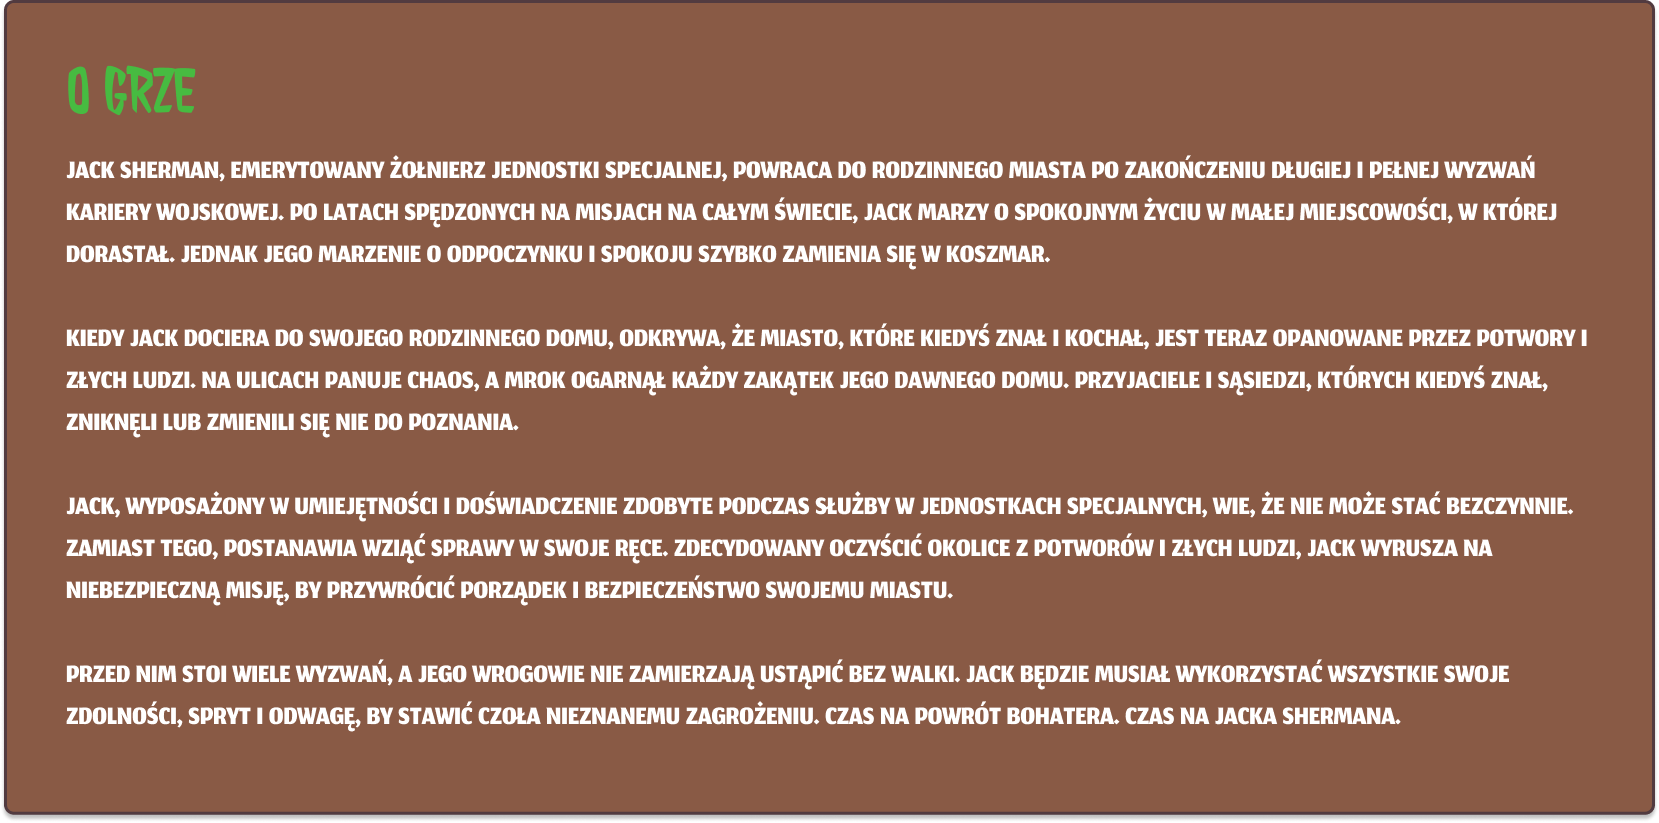 O GRZE
JACK SHERMAN, EMERYTOWANY ŻOŁNIERZ JEDNOSTKI SPECJALNEJ, POWRACA DO RODZINNEGO MIASTA PO ZAKOŃCZENIU DŁUGIEJ I PEŁNEJ WYZWAŃ
KARIERY WOJSKOWEJ. PO LATACH SPĘDZONYCH NA MISJACH NA CAŁYM ŚWIECIE, JACK MARZY O SPOKOJNYM ŻYCIU W MAŁEJ MIEJSCOWOŚCI, W KTÓREJ
DORASTAŁ. JEDNAK JEGO MARZENIE O ODPOCZYNKU I SPOKOJU SZYBKO ZAMIENIA SIĘ W KOSZMAR.
KIEDY JACK DOCIERA DO SWOJEGO RODZINNEGO DOMU, ODKRYWA, ŻE MIASTO, KTÓRE KIEDYŚ ZNAŁ I KOCHAŁ, JEST TERAZ OPANOWANE PRZEZ POTWORY I
ZŁYCH LUDZI. NA ULICACH PANUJE CHAOS, A MROK OGARNĄŁ KAŻDY ZAKĄTEK JEGO DAWNEGO DOMU. PRZYJACIELE I SĄSIEDZI, KTÓRYCH KIEDYŚ ZNAŁ,
ZNIKNĘLI LUB ZMIENILI SIĘ NIE DO POZNANIA.
JACK, WYPOSAŻONY W UMIEJĘTNOŚCI I DOŚWIADCZENIE ZDOBYTE PODCZAS SŁUŻBY W JEDNOSTKACH SPECJALNYCH, WIE, ŻE NIE MOŻE STAĆ BEZCZYNNIE.
ZAMIAST TEGO, POSTANAWIA WZIĄĆ SPRAWY W SWOJE RĘCE. ZDECYDOWANY OCZYŚCIĆ OKOLICE Z POTWORÓW I ZŁYCH LUDZI, JACK WYRUSZA NA
NIEBEZPIECZNĄ MISJĘ, BY PRZYWRÓCIĆ PORZĄDEK I BEZPIECZEŃSTWO SWOJEMU MIASTU.
PRZED NIM STOI WIELE WYZWAŃ, A JEGO WROGOWIE NIE ZAMIERZAJĄ USTĄPIĆ BEZ WALKI. JACK BĘDZIE MUSIAŁ WYKORZYSTAĆ WSZYSTKIE SWOJE
ZDOLNOŚCI, SPRYT I ODWAGĘ, BY STAWIĆ CZOŁA NIEZNANEMU ZAGROŻENIU. CZAS NA POWRÓT BOHATERA. CZAS NA JACKA SHERMANA.